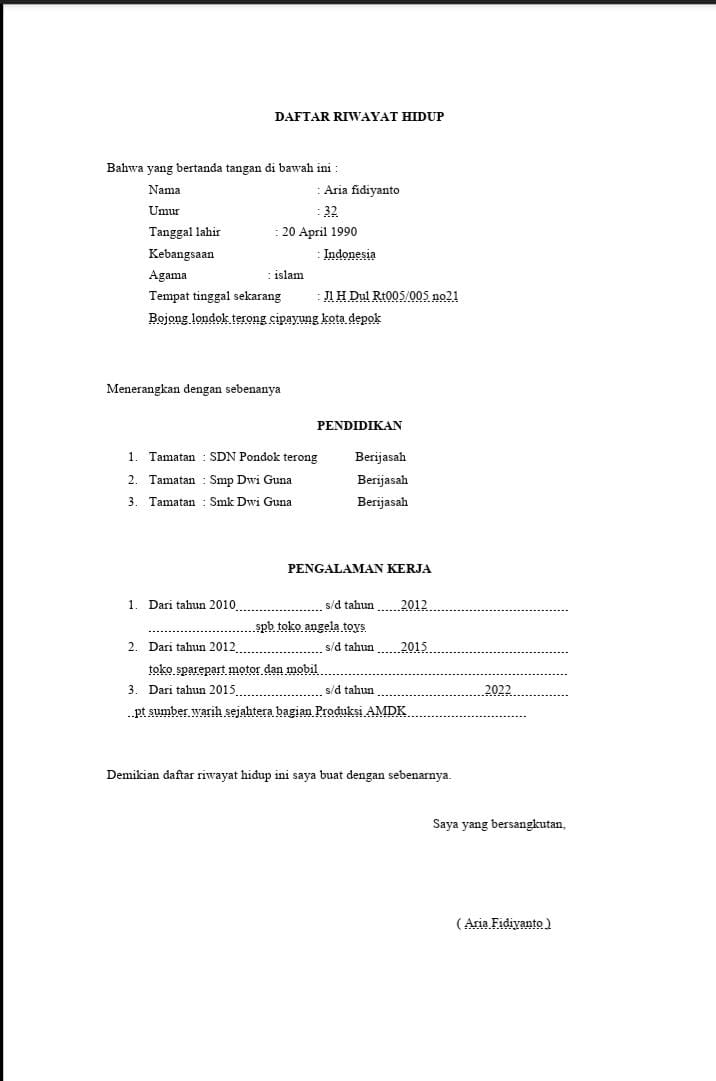 DAFTAR RIWAYAT HIDUP
Bahwa yang bertanda tangan di bawah ini :
Nama : Aria fidiyanto
Umur : 32
Tanggal lahir : 20 April 1990
Kebangsaan : Indonesia
Agama : islam
Tempat tinggal sekarang : Jl H Dul Rt005/005 no21
Bojong londok terong cipayung kota depok
Menerangkan dengan sebenanya
PENDIDIKAN
1. Tamatan : SDN Pondok terong Berijasah
2. Tamatan : Smp Dwi Guna Berijasah
3. Tamatan : Smk Dwi Guna Berijasah
PENGALAMAN KERJA
1. Dari tahun 2010 s/d tahun 2012
spb toko angela toys
2. Dari tahun 2012 s/d tahun 2015
toko sparepart motor dan mobil
3. Dari tahun 2015 s/d tahun 2022
pt sumber warih sejahtera bagian Produksi AMDK
Demikian daftar riwayat hidup ini saya buat dengan sebenarnya.
Saya yang bersangkutan,
( Aria Fidiyanto )